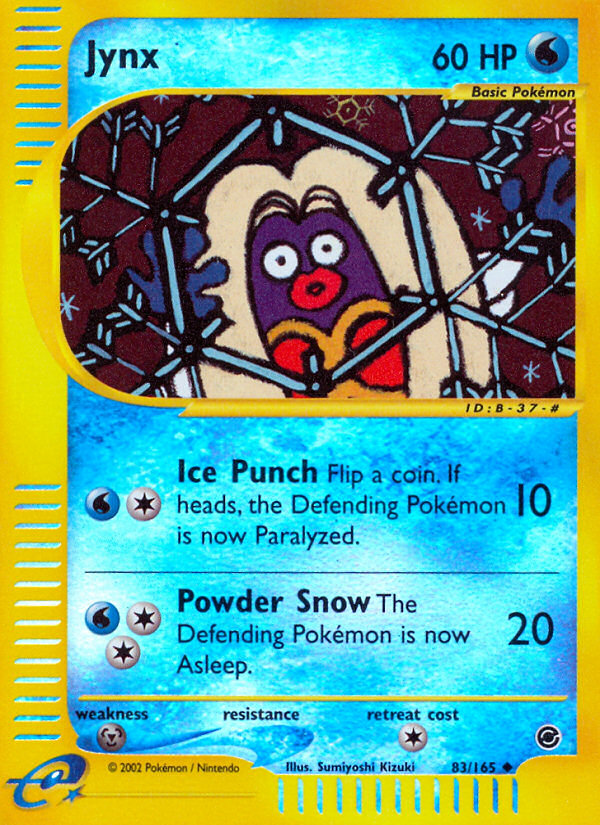 Jynx
60 HP
Basic Pokémon
ID:B-37-#
Ice Punch Flip a coin. If
heads, the Defending Pokémon 10
is now Paralyzed.
Powder Snow The
Defending Pokémon is now 20
Asleep.
weakness resistance retreat cost
© 2002 Pokémon / Nintendo Illus. Sumiyoshi Kizuki 83/165
e